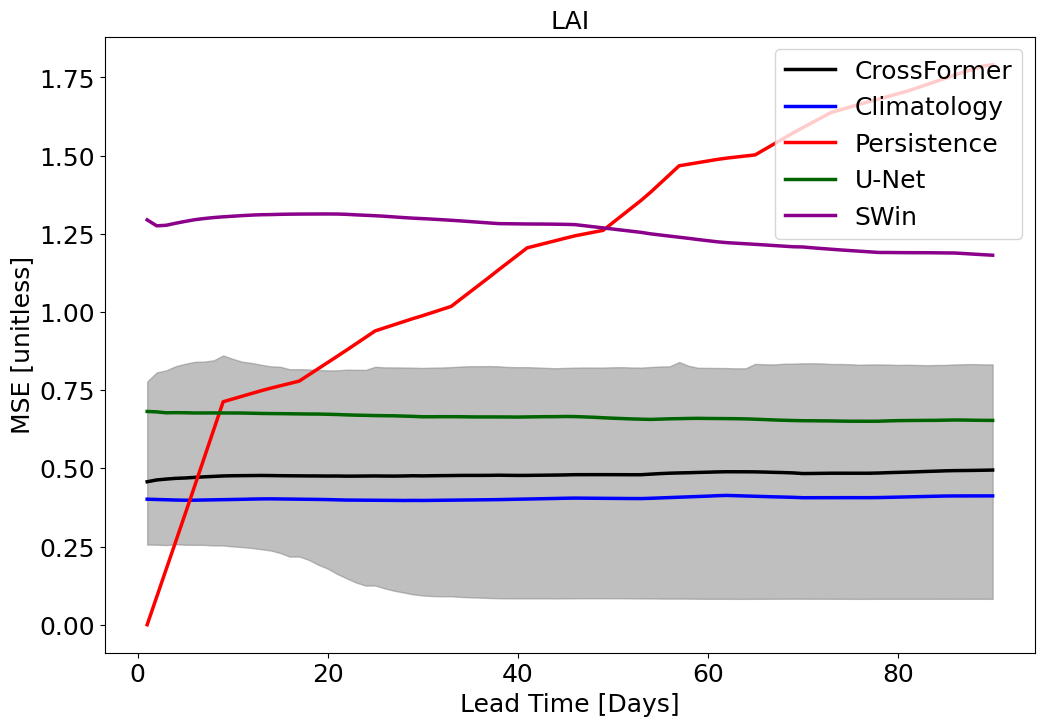 LAI
MSE [unitless]
1.75
1.50
1.25
1.00
0.75
0.50
0.25
0.00
CrossFormer
Climatology
Persistence
U-Net
SWin
0 20 40 60 80
Lead Time [Days]